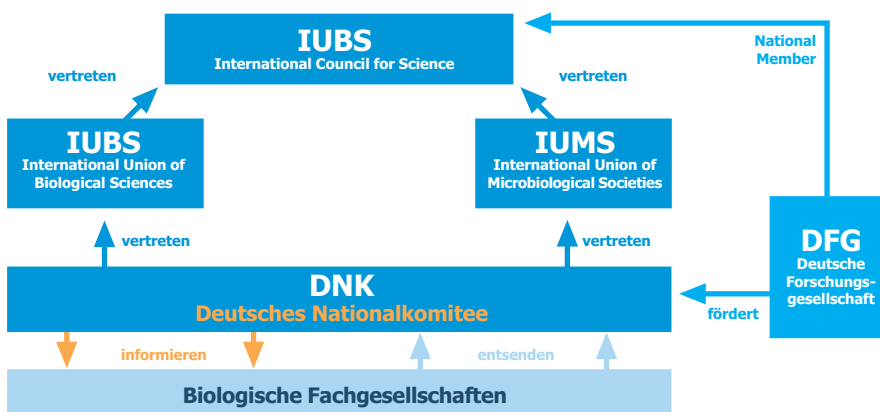 IUBS
International Council for Science
National
Member
vertreten
vertreten
IUBS
International Union of
Biological Sciences
IUMS
International Union of
Microbiological Societies
vertreten
vertreten
DFG
Deutsche
Forschungs-
gesellschaft
DNK
Deutsches Nationalkomitee
fördert
informieren
entsenden
Biologische Fachgesellschaften